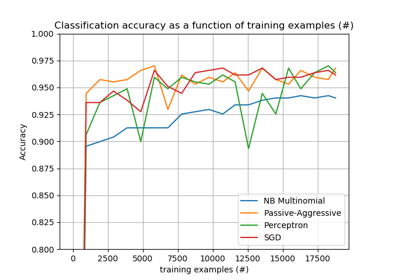 Classification accuracy as a function of training examples (#)
1.000
0.975
0.950
0.925
0.900
0.875
0.850
0.825
0.800
Accuracy
NB Multinomial
Passive-Aggressive
Perceptron
SGD
0 2500 5000 7500 10000 12500 15000 17500
training examples (#)